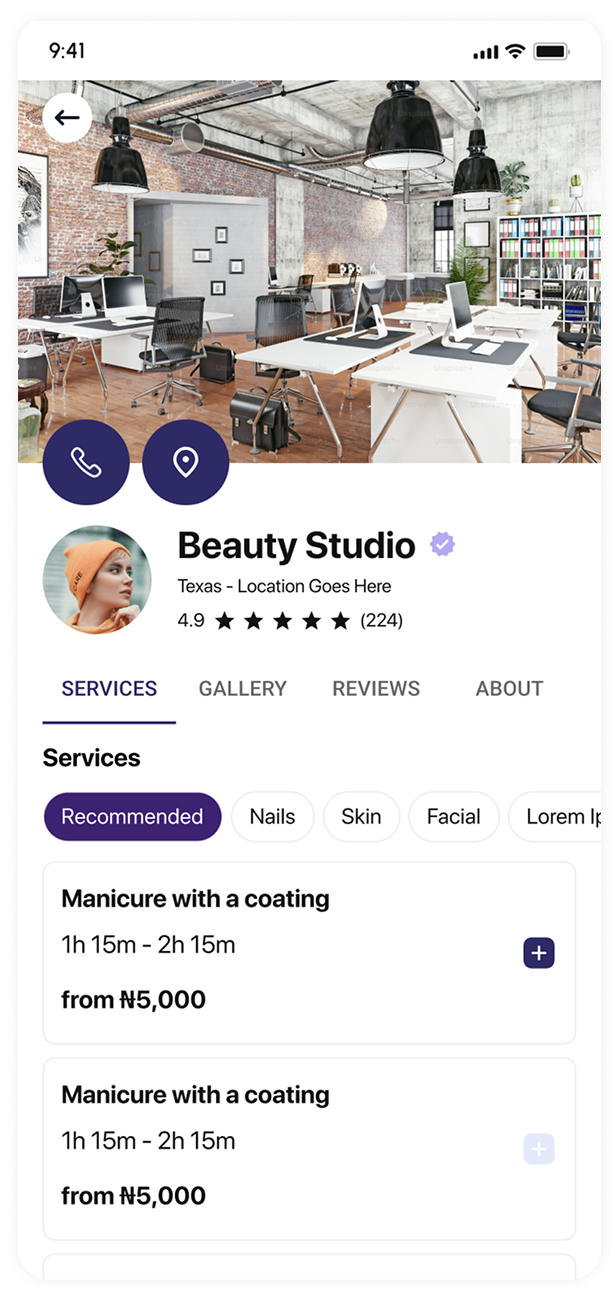 9:41
Beauty Studio
Texas - Location Goes Here
4.9 ★ ★ ★ ★ ★ (224)
SERVICES GALLERY REVIEWS ABOUT
Services
Recommended Nails Skin Facial Lorem Ip
Manicure with a coating
1h 15m - 2h 15m
from ₦5,000
Manicure with a coating
1h 15m - 2h 15m
from ₦5,000